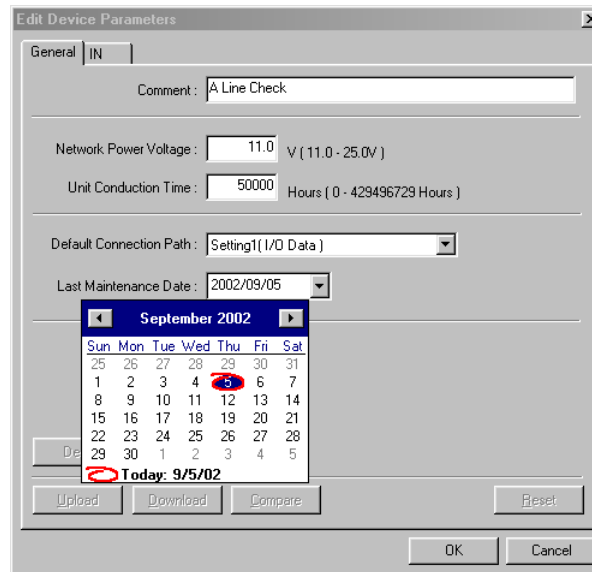 Edit Device Parameters
General IN
Comment : A Line Check
Network Power Voltage : 11.0 V ( 11.0 - 25.0V )
Unit Conduction Time : 50000 Hours ( 0 - 429496729 Hours )
Default Connection Path : Setting1( I/O Data )
Last Maintenance Date : 2002/09/05
September 2002
Sun Mon Tue Wed Thu Fri Sat
25 26 27 28 29 30 31
1 2 3 4 5 6 7
8 9 10 11 12 13 14
15 16 17 18 19 20 21
22 23 24 25 26 27 28
29 30 1 2 3 4 5
De
Today: 9/5/02
Upload Download Compare Reset
OK Cancel